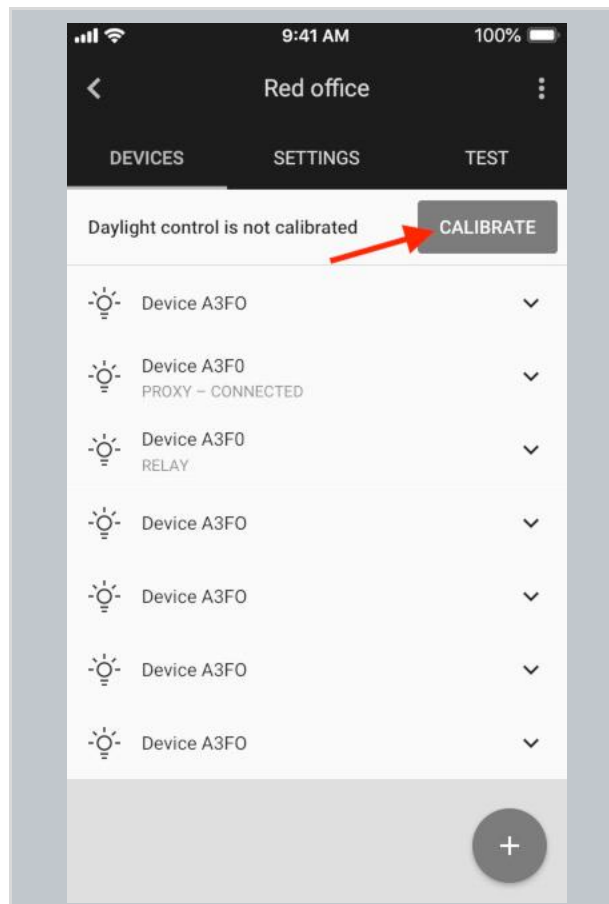 9:41 AM 100%
Red office
DEVICES SETTINGS TEST
Daylight control is not calibrated CALIBRATE
Device A3FO
Device A3F0
PROXY – CONNECTED
Device A3F0
RELAY
Device A3FO
Device A3FO
Device A3FO
Device A3FO